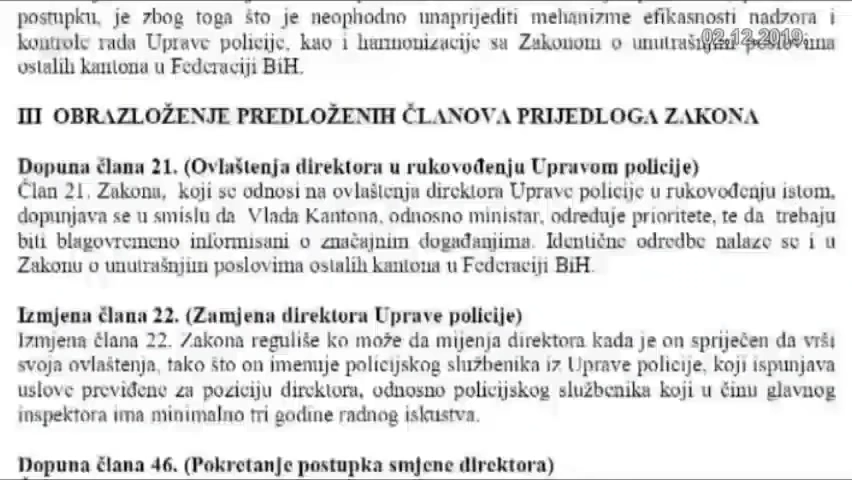 postupku, je zbog toga što je neophodno unaprijediti mehanizme efikasnosti nadzora i
kontrole rada Uprave policije, kao i harmonizacije sa Zakonom o unutrašnjim poslovima
02.12.2019.
ostalih kantona u Federaciji BiH.
III OBRAZLOŽENJE PREDLOŽENIH ČLANOVA PRIJEDLOGA ZAKONA
Dopuna člana 21. (Ovlaštenja direktora u rukovođenju Upravom policije)
Član 21. Zakona, koji se odnosi na ovlaštenja direktora Uprave policije u rukovođenju istom,
dopunjava se u smislu da Vlada Kantona, odnosno ministar, određuje prioritete, te da trebaju
biti blagovremeno informisani o značajnim događanjima. Identične odredbe nalaze se i u
Zakonu o unutrašnjim poslovima ostalih kantona u Federaciji BiH.
Izmjena člana 22. (Zamjena direktora Uprave policije)
Izmjena člana 22. Zakona reguliše ko može da mijenja direktora kada je on spriječen da vrši
svoja ovlaštenja, tako što on imenuje policijskog službenika iz Uprave policije, koji ispunjava
uslove previđene za poziciju direktora, odnosno policijskog službenika koji u činu glavnog
inspektora ima minimalno tri godine radnog iskustva.
Dopuna člana 46. (Pokretanje postupka smjene direktora)